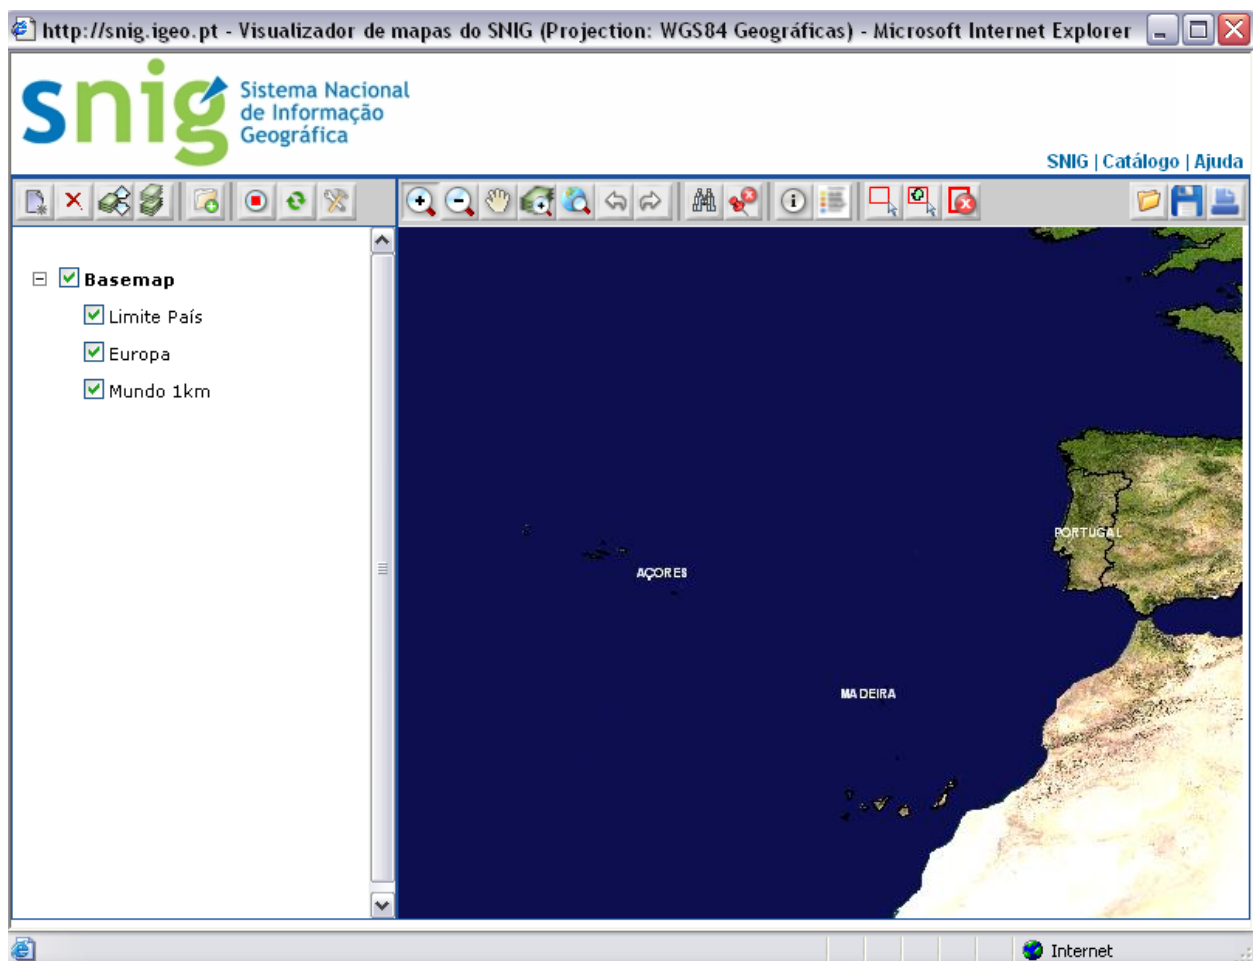 http://snig.igeo.pt - Visualizador de mapas do SNIG (Projection: WGS84 Geográficas) - Microsoft Internet Explorer
snig
Sistema Nacional
de Informação
Geográfica
SNIG | Catálogo | Ajuda
Basemap
Limite País
Europa
Mundo 1km
PORTUGAL
AÇORES
MADEIRA
Internet